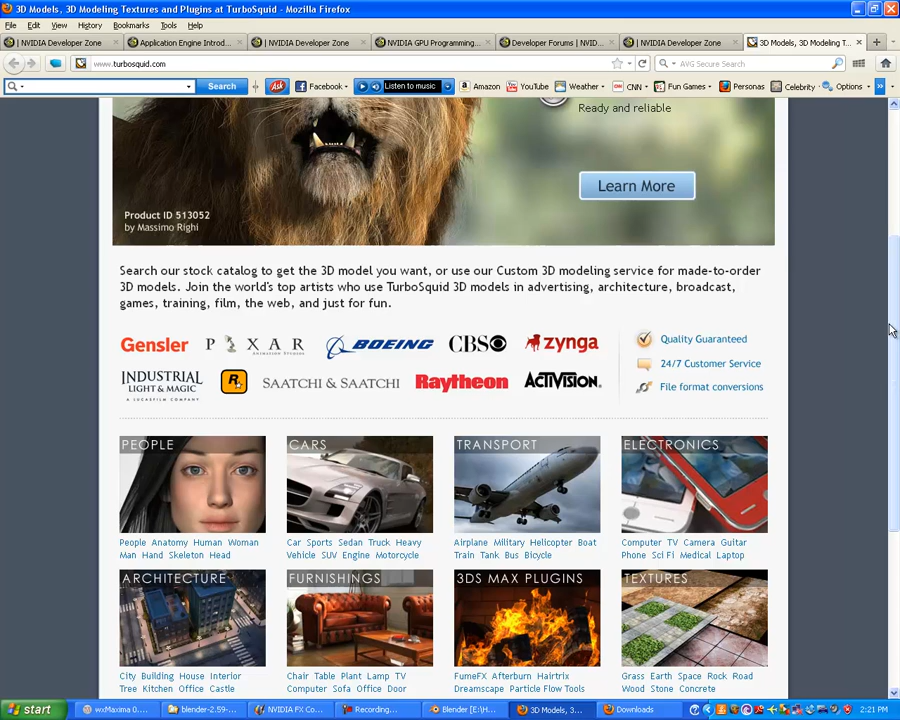 3D Models, 3D Modeling Textures and Plugins at TurboSquid - Mozilla Firefox
File Edit View History Bookmarks Tools Help
| NVIDIA Developer Zone
Application Engine Introd...
| NVIDIA Developer Zone
NVIDIA GPU Programming...
Developer Forums | NVID...
| NVIDIA Developer Zone
3D Models, 3D Modeling T...
www.turbosquid.com
AVG Secure Search
Search
Ask
Facebook
Listen to music
Amazon
YouTube
Weather
CNN
Fun Games
Personas
Celebrity
Options
Ready and reliable
Learn More
Product ID 513052
by Massimo Righi
Search our stock catalog to get the 3D model you want, or use our Custom 3D modeling service for made-to-order
3D models. Join the world's top artists who use TurboSquid 3D models in advertising, architecture, broadcast,
games, training, film, the web, and just for fun.
Gensler
PIXAR
ANIMATION STUDIOS
BOEING
CBS
zynga
Quality Guaranteed
24/7 Customer Service
File format conversions
INDUSTRIAL
LIGHT & MAGIC
A LUCASFILM COMPANY
R
SAATCHI & SAATCHI
Raytheon
ACTIVISION.
PEOPLE
CARS
TRANSPORT
ELECTRONICS
People Anatomy Human Woman
Man Hand Skeleton Head
Car Sports Sedan Truck Heavy
Vehicle SUV Engine Motorcycle
Airplane Military Helicopter Boat
Train Tank Bus Bicycle
Computer TV Camera Guitar
Phone Sci Fi Medical Laptop
ARCHITECTURE
FURNISHINGS
3DS MAX PLUGINS
TEXTURES
City Building House Interior
Tree Kitchen Office Castle
Chair Table Plant Lamp TV
Computer Sofa Office Door
FumeFX Afterburn Hairtrix
Dreamscape Particle Flow Tools
Grass Earth Space Rock Road
Wood Stone Concrete
start
wxMaxima 0....
blender-2.59-...
NVIDIA FX Co...
Recording...
Blender [E:\H...
3D Models, 3...
Downloads
2:21 PM